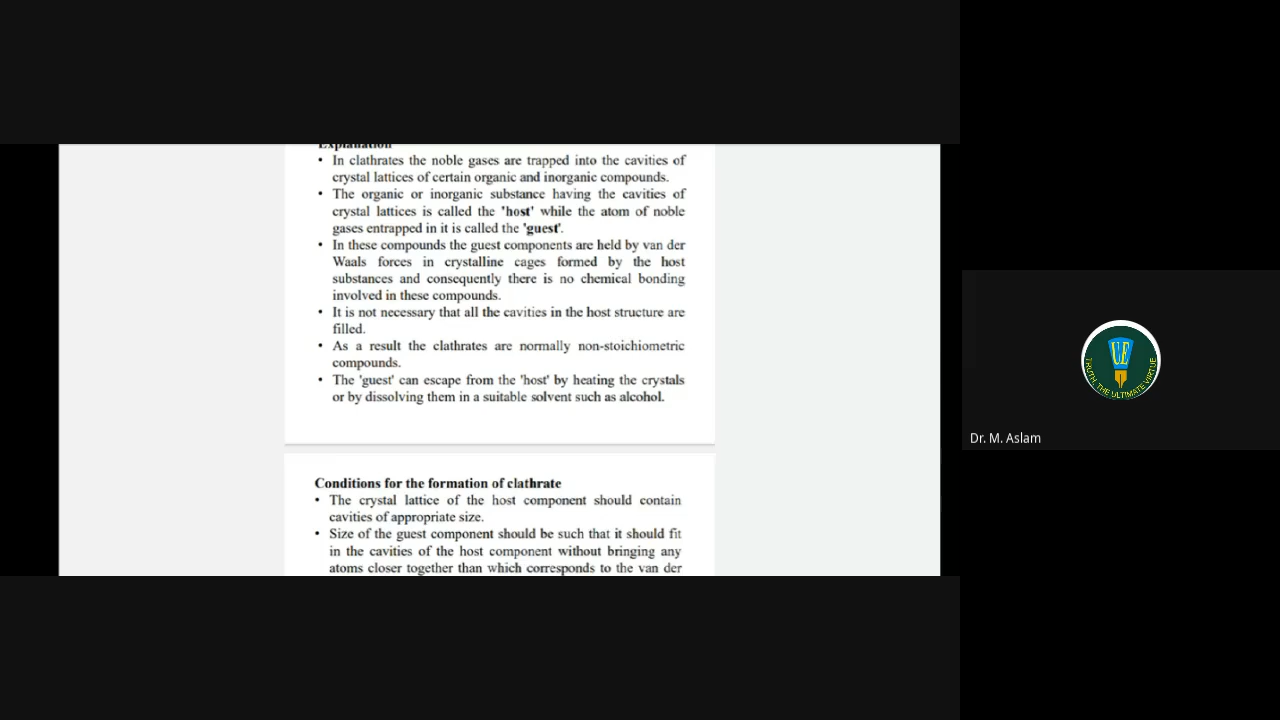 Explanation
• In clathrates the noble gases are trapped into the cavities of
crystal lattices of certain organic and inorganic compounds.
• The organic or inorganic substance having the cavities of
crystal lattices is called the 'host' while the atom of noble
gases entrapped in it is called the 'guest'.
• In these compounds the guest components are held by van der
Waals forces in crystalline cages formed by the host
substances and consequently there is no chemical bonding
involved in these compounds.
• It is not necessary that all the cavities in the host structure are
filled.
• As a result the clathrates are normally non-stoichiometric
compounds.
• The 'guest' can escape from the 'host' by heating the crystals
or by dissolving them in a suitable solvent such as alcohol.
Conditions for the formation of clathrate
• The crystal lattice of the host component should contain
cavities of appropriate size.
• Size of the guest component should be such that it should fit
in the cavities of the host component without bringing any
atoms closer together than which corresponds to the van der
UE
TRUTH, THE ULTIMATE VIRTUE
Dr. M. Aslam